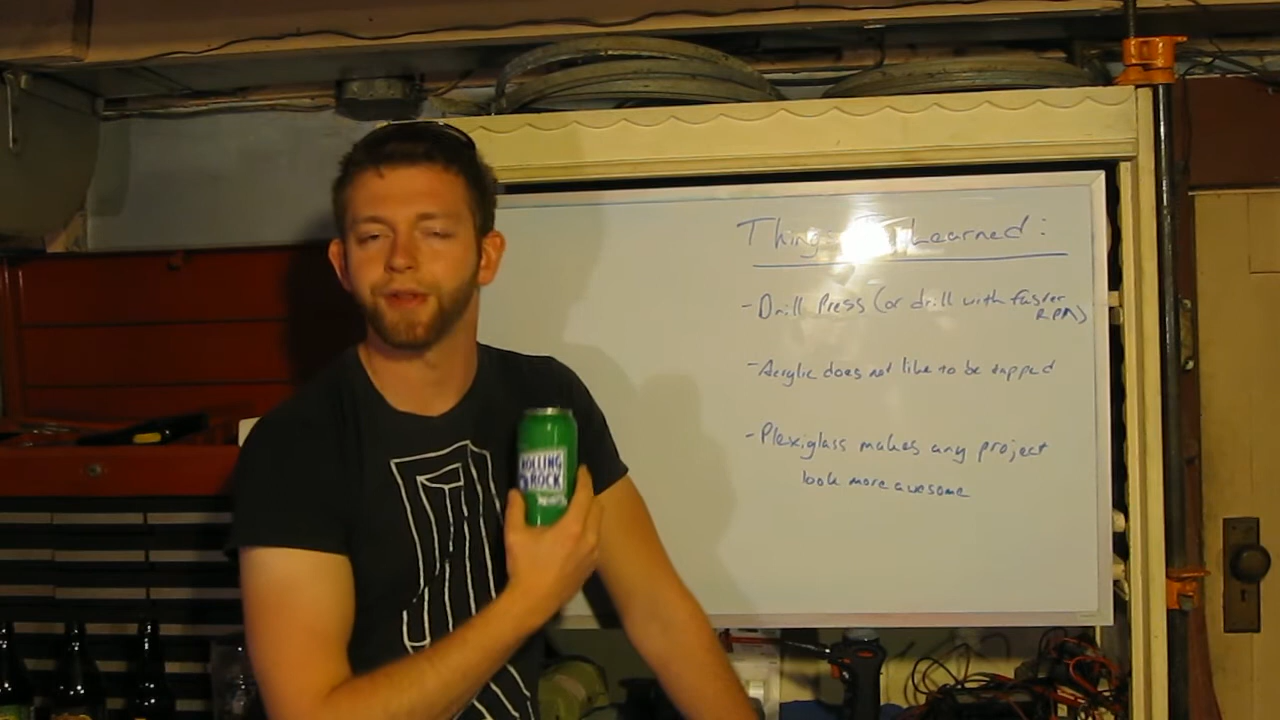 Things Learned:
- Drill Press (or drill with faster
RPM)
- Acrylic does not like to be tapped
- Plexiglass makes any project
look more awesome
ROLLING
ROCK